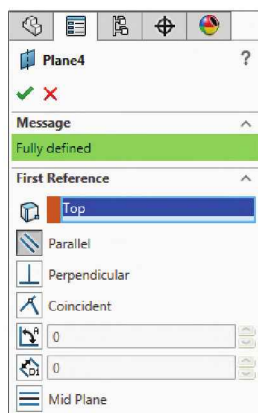 Plane4 ?
Message
Fully defined
First Reference
Top
Parallel
Perpendicular
Coincident
0
0
Mid Plane